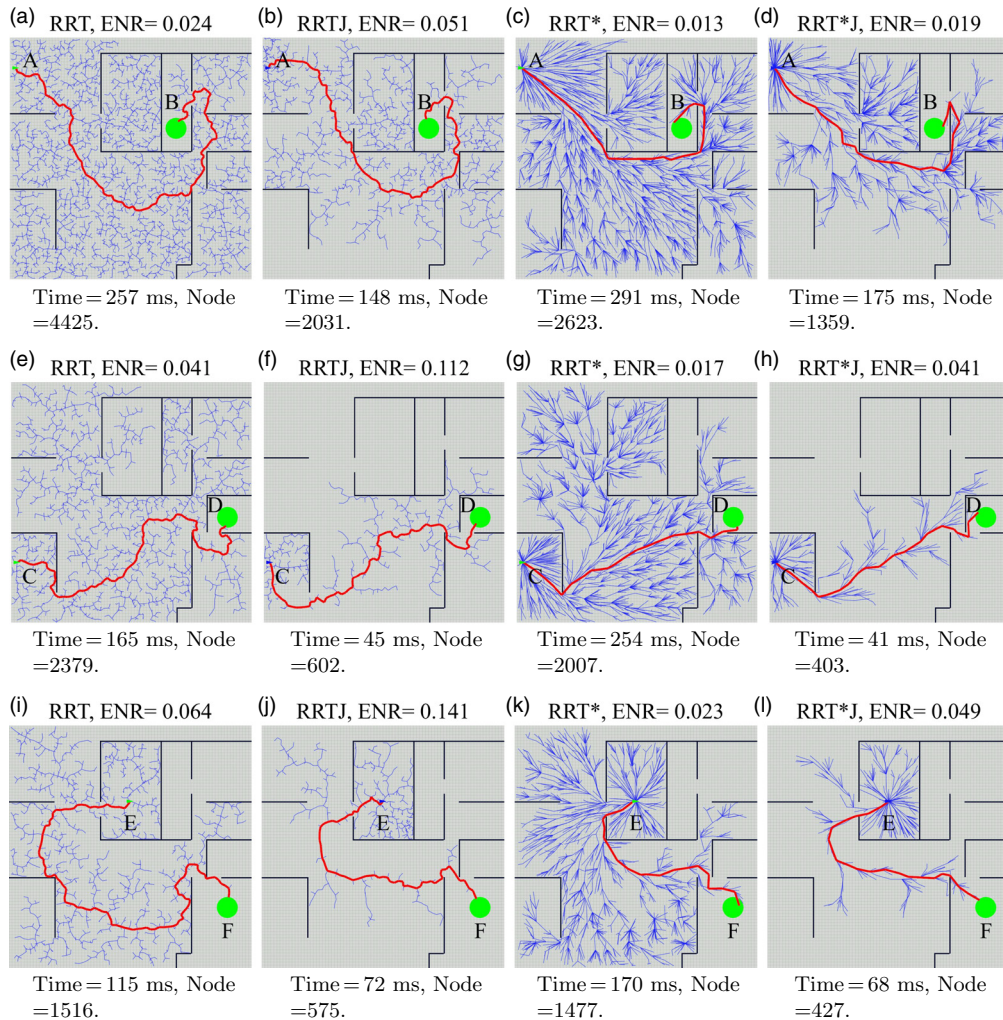 (a) RRT, ENR= 0.024
(b) RRTJ, ENR= 0.051
(c) RRT*, ENR= 0.013
(d) RRT*J, ENR= 0.019
A
B
A
B
A
B
A
B
Time = 257 ms, Node
=4425.
Time = 148 ms, Node
=2031.
Time = 291 ms, Node
=2623.
Time = 175 ms, Node
=1359.
(e) RRT, ENR= 0.041
(f) RRTJ, ENR= 0.112
(g) RRT*, ENR= 0.017
(h) RRT*J, ENR= 0.041
C
D
C
D
C
D
C
D
Time = 165 ms, Node
=2379.
Time = 45 ms, Node
=602.
Time = 254 ms, Node
=2007.
Time = 41 ms, Node
=403.
(i) RRT, ENR= 0.064
(j) RRTJ, ENR= 0.141
(k) RRT*, ENR= 0.023
(l) RRT*J, ENR= 0.049
E
F
E
F
E
F
E
F
Time = 115 ms, Node
=1516.
Time = 72 ms, Node
=575.
Time = 170 ms, Node
=1477.
Time = 68 ms, Node
=427.